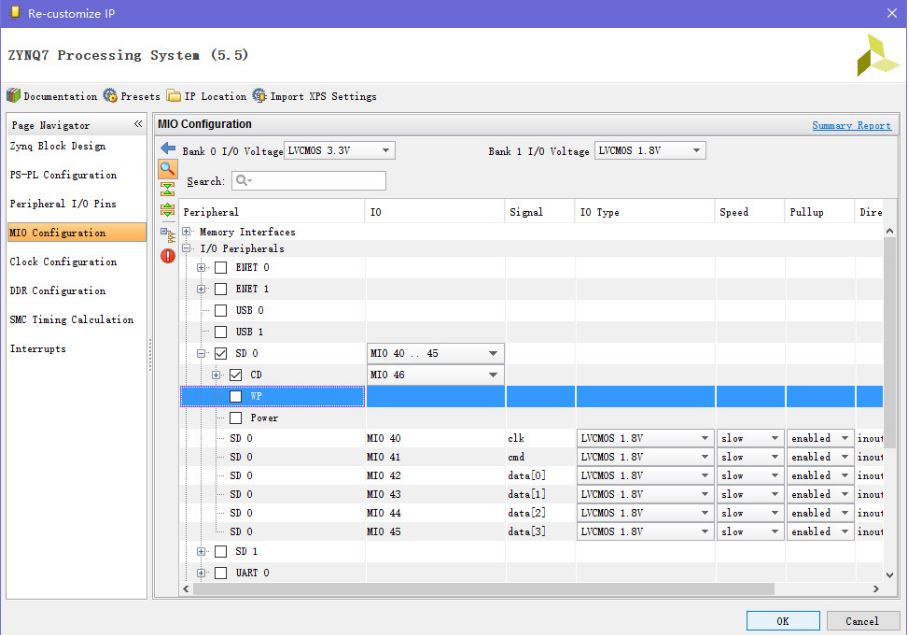 Re-customize IP
ZYNQ7 Processing System (5.5)
Documentation Presets IP Location Import XPS Settings
Page Navigator «
Zynq Block Design
PS-PL Configuration
Peripheral I/O Pins
MIO Configuration
Clock Configuration
DDR Configuration
SMC Timing Calculation
Interrupts
MIO Configuration Summary Report
Bank 0 I/O Voltage LVCMOS 3.3V Bank 1 I/O Voltage LVCMOS 1.8V
Search:
Peripheral IO Signal IO Type Speed Pullup Dire
Memory Interfaces
I/O Peripherals
ENET 0
ENET 1
USB 0
USB 1
SD 0 MIO 40 .. 45
CD MIO 46
WP
Power
SD 0 MIO 40 clk LVCMOS 1.8V slow enabled inout
SD 0 MIO 41 cmd LVCMOS 1.8V slow enabled inout
SD 0 MIO 42 data[0] LVCMOS 1.8V slow enabled inout
SD 0 MIO 43 data[1] LVCMOS 1.8V slow enabled inout
SD 0 MIO 44 data[2] LVCMOS 1.8V slow enabled inout
SD 0 MIO 45 data[3] LVCMOS 1.8V slow enabled inout
SD 1
UART 0
OK Cancel